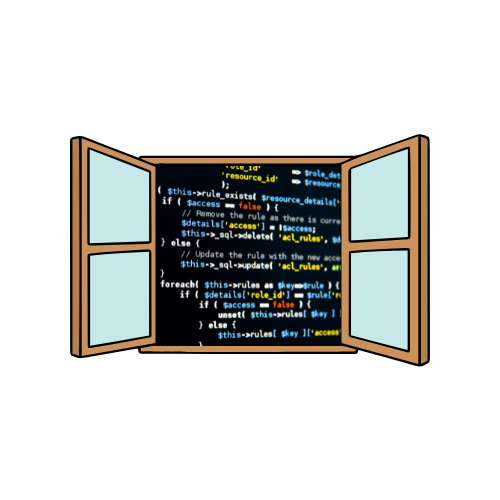 'role_id' => $role_det
'resource_id' => $resource
);
( $this->rule_exists( $resource_details['
if ( $access == false ) {
// Remove the rule as there is curre
$details['access'] = !$access;
$this->_sql->delete( 'acl_rules', $d
} else {
// Update the rule with the new acce
$this->_sql->update( 'acl_rules', ar
}
foreach( $this->rules as $key=>$rule ) {
if ( $details['role_id'] == $rule['r
if ( $access == false ) {
unset( $this->rules[ $key ]
} else {
$this->rules[ $key ]['access'
}